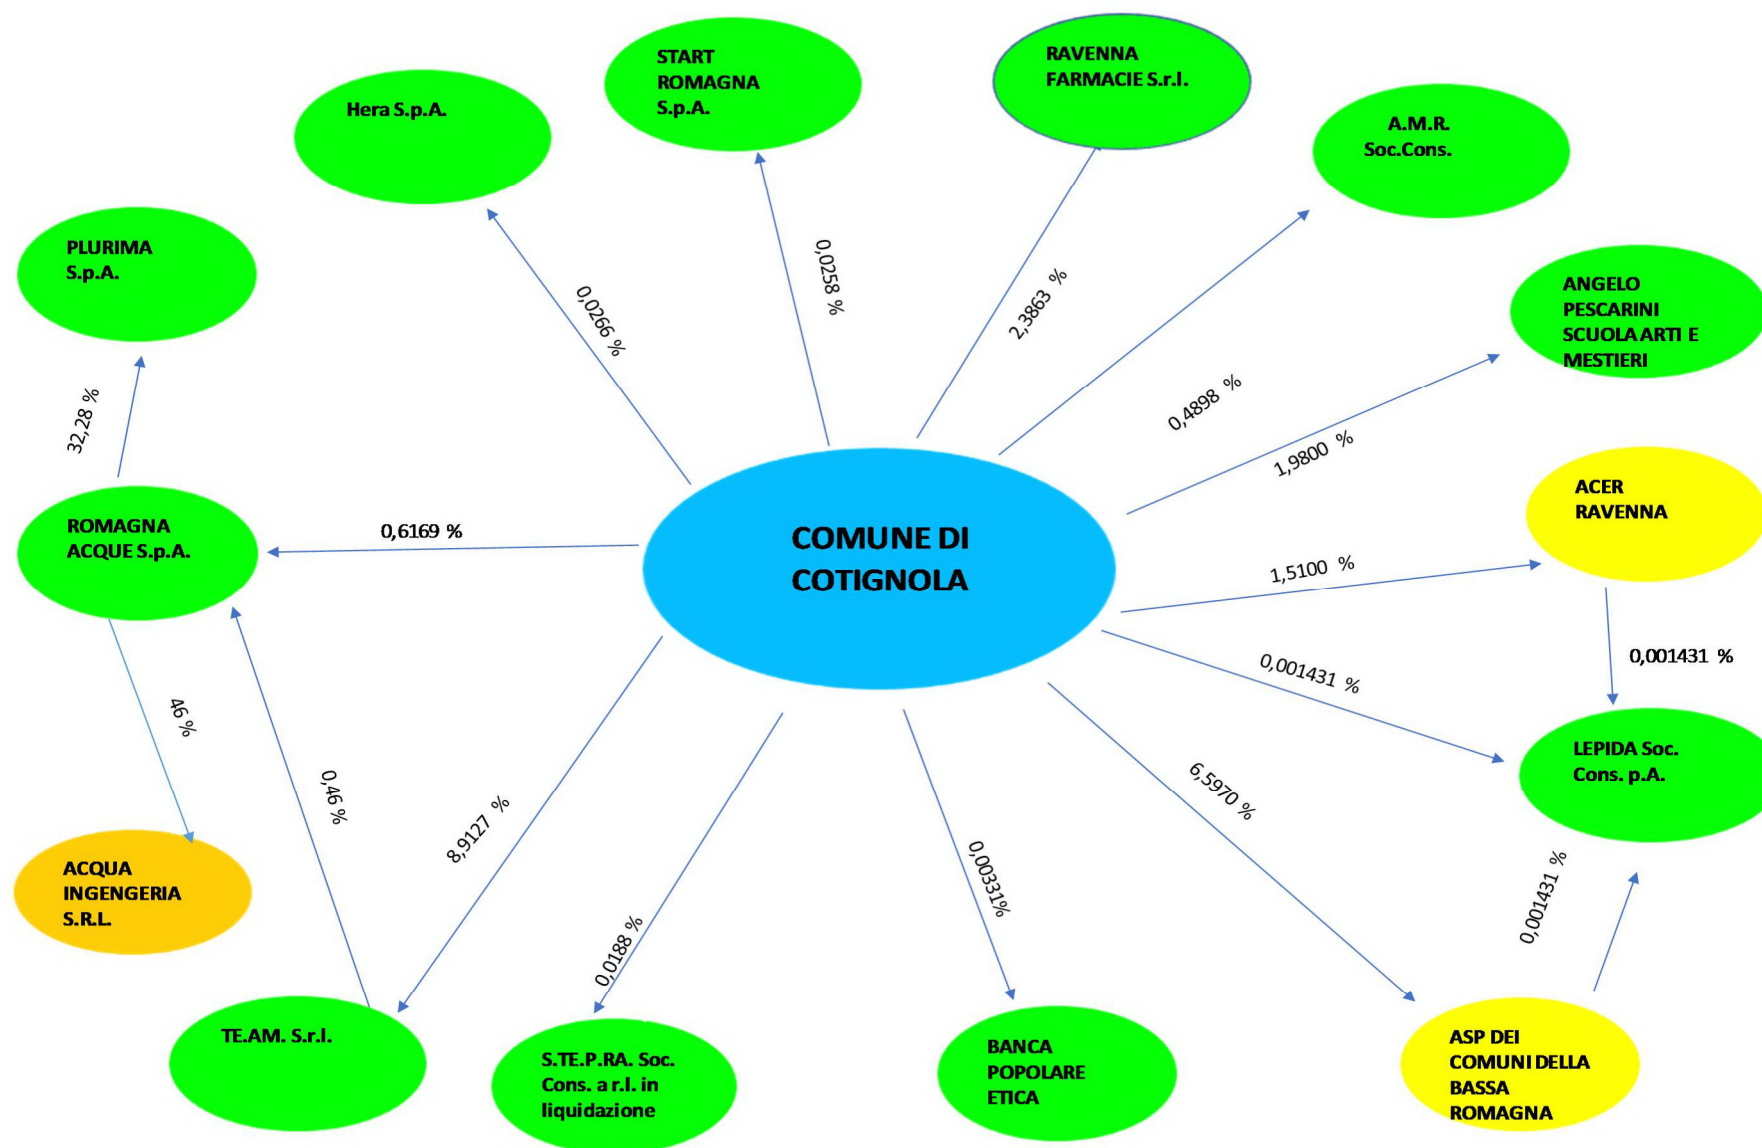 START
ROMAGNA
S.p.A.
RAVENNA
FARMACIE S.r.l.
Hera S.p.A.
A.M.R.
Soc.Cons.
PLURIMA
S.p.A.
ANGELO
PESCARINI
SCUOLA ARTI E
MESTIERI
0,0266 %
0,0258 %
2,3863 %
0,4898 %
1,9800 %
32,28 %
ACER
RAVENNA
ROMAGNA
ACQUE S.p.A.
0,6169 %
COMUNE DI
COTIGNOLA
1,5100 %
0,001431 %
0,001431 %
46 %
0,46 %
8,9127 %
0,0188 %
0,00331%
6,5970 %
LEPIDA Soc.
Cons. p.A.
0,001431 %
ACQUA
INGENGERIA
S.R.L.
TE.AM. S.r.l.
S.TE.P.RA. Soc.
Cons. a r.l. in
liquidazione
BANCA
POPOLARE
ETICA
ASP DEI
COMUNI DELLA
BASSA
ROMAGNA